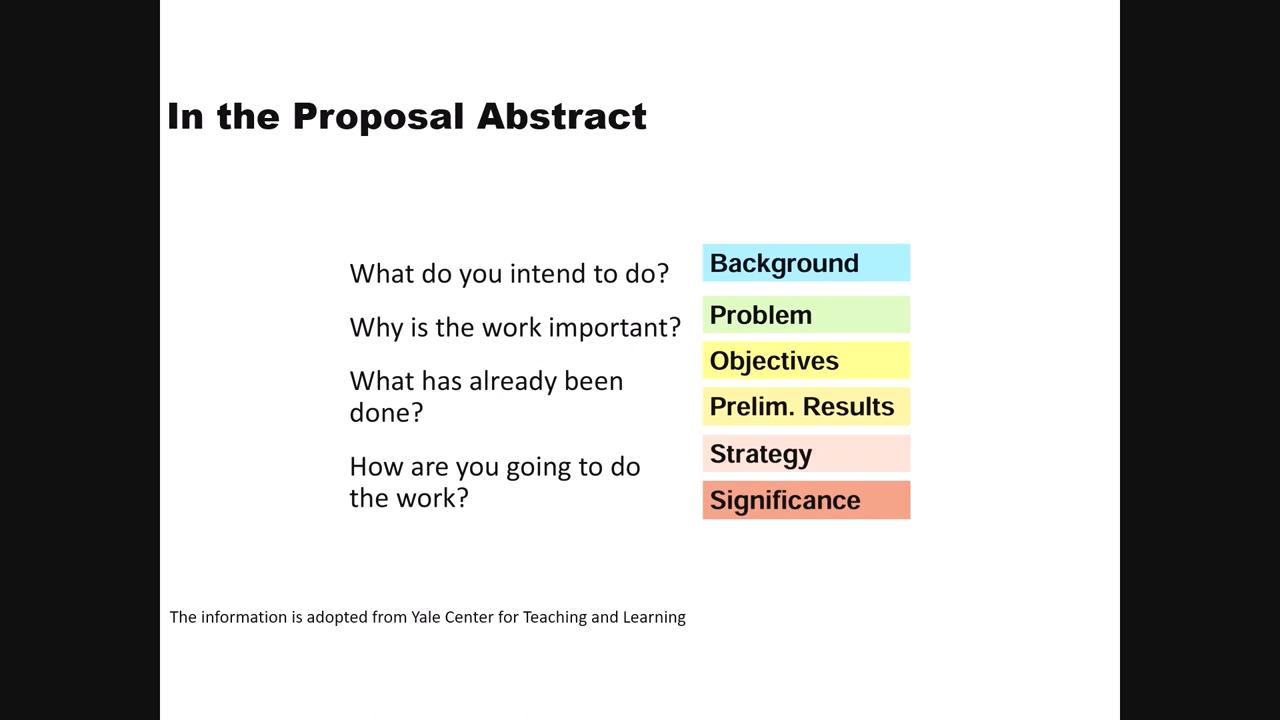 In the Proposal Abstract
What do you intend to do?
Why is the work important?
What has already been
done?
How are you going to do
the work?
Background
Problem
Objectives
Prelim. Results
Strategy
Significance
The information is adopted from Yale Center for Teaching and Learning